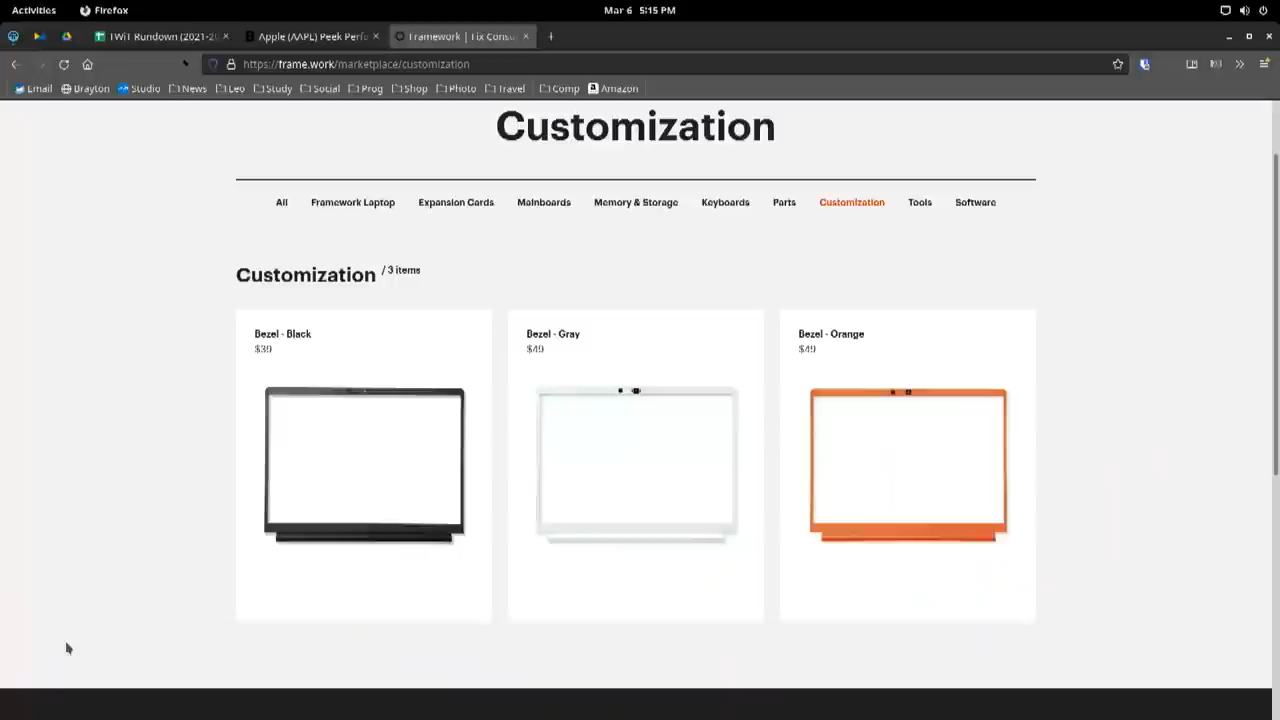 Activities Firefox Mar 6 5:15 PM
TWiT Rundown (2021-20 Apple (AAPL) Peek Perfo Framework | Fix Consu
https://frame.work/marketplace/customization
Email Brayton Studio News Leo Study Social Prog Shop Photo Travel Comp Amazon
Customization
All Framework Laptop Expansion Cards Mainboards Memory & Storage Keyboards Parts Customization Tools Software
Customization / 3 items
Bezel - Black
$39
Bezel - Gray
$49
Bezel - Orange
$49